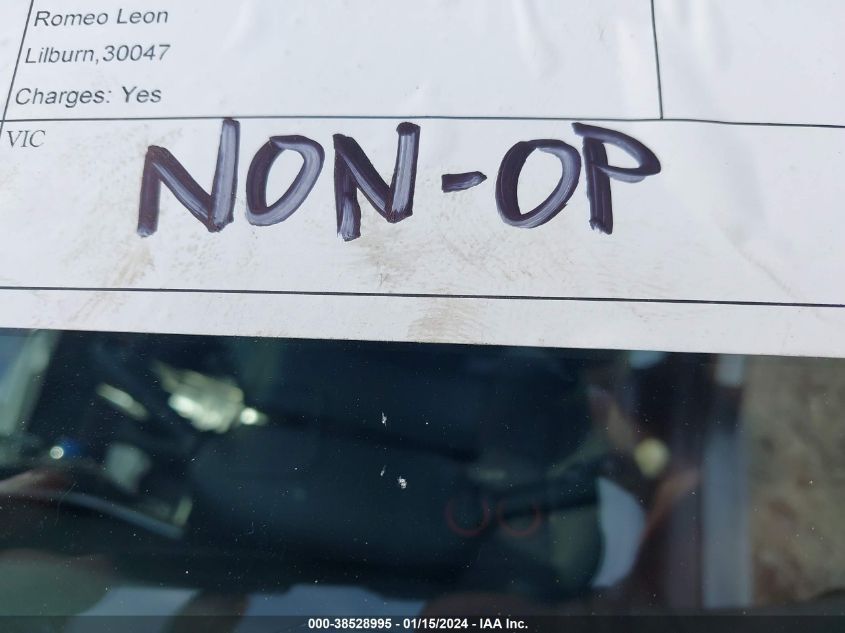 Romeo Leon
Lilburn,30047
Charges: Yes
VIC
NON-OP
000-38528995 - 01/15/2024 - IAA Inc.